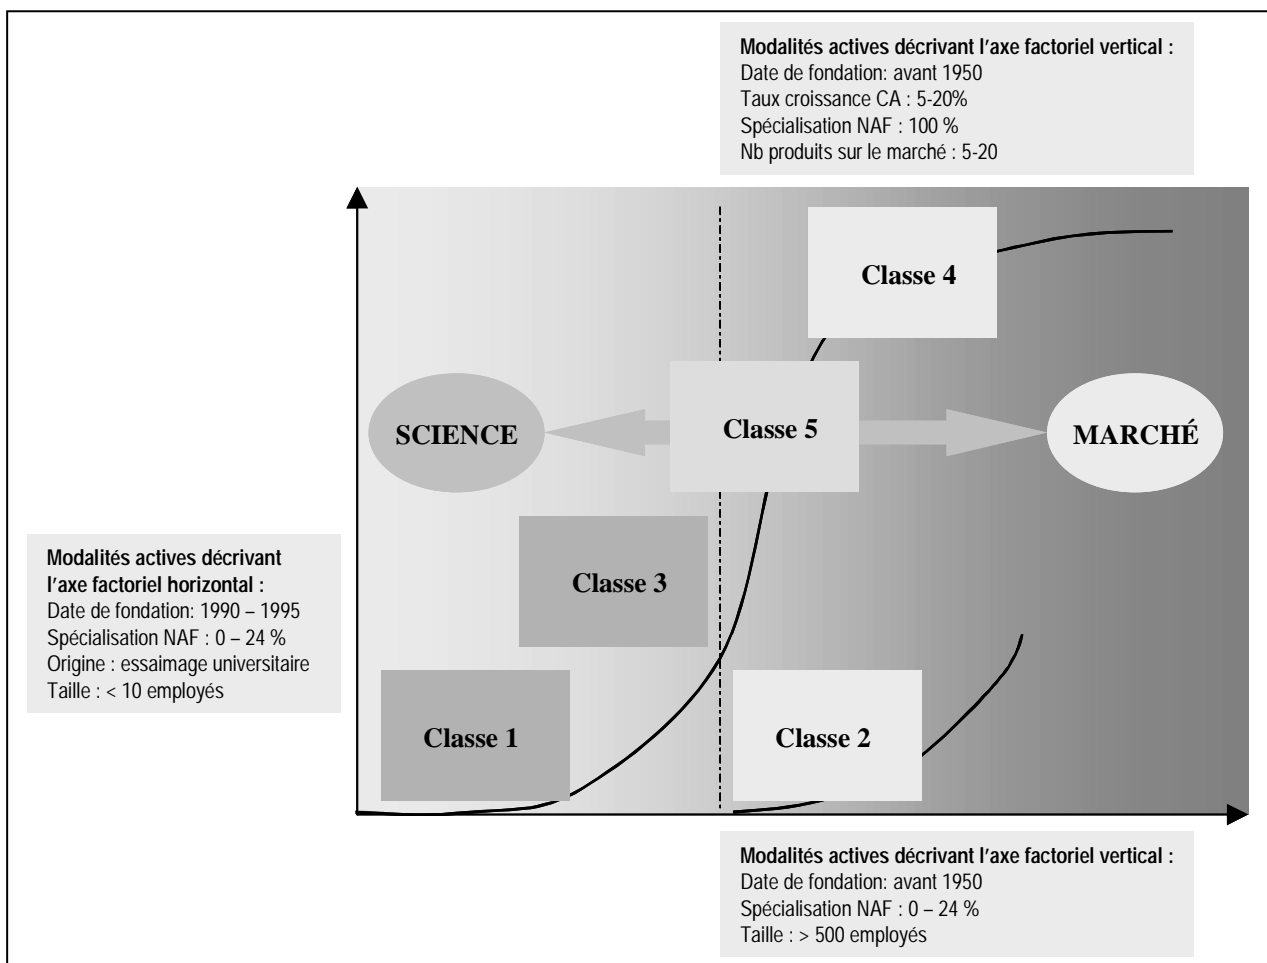 Modalités actives décrivant l'axe factoriel vertical :
Date de fondation: avant 1950
Taux croissance CA : 5-20%
Spécialisation NAF : 100 %
Nb produits sur le marché : 5-20
Classe 4
SCIENCE
Classe 5
MARCHÉ
Modalités actives décrivant
l'axe factoriel horizontal :
Date de fondation: 1990 – 1995
Spécialisation NAF : 0 – 24 %
Origine : essaimage universitaire
Taille : < 10 employés
Classe 3
Classe 1
Classe 2
Modalités actives décrivant l'axe factoriel vertical :
Date de fondation: avant 1950
Spécialisation NAF : 0 – 24 %
Taille : > 500 employés